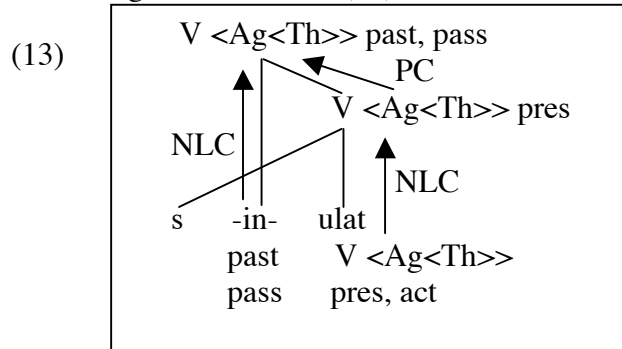 (13)
V <Ag<Th>> past, pass
PC
V <Ag<Th>> pres
NLC
NLC
s -in- ulat
past V <Ag<Th>>
pass pres, act